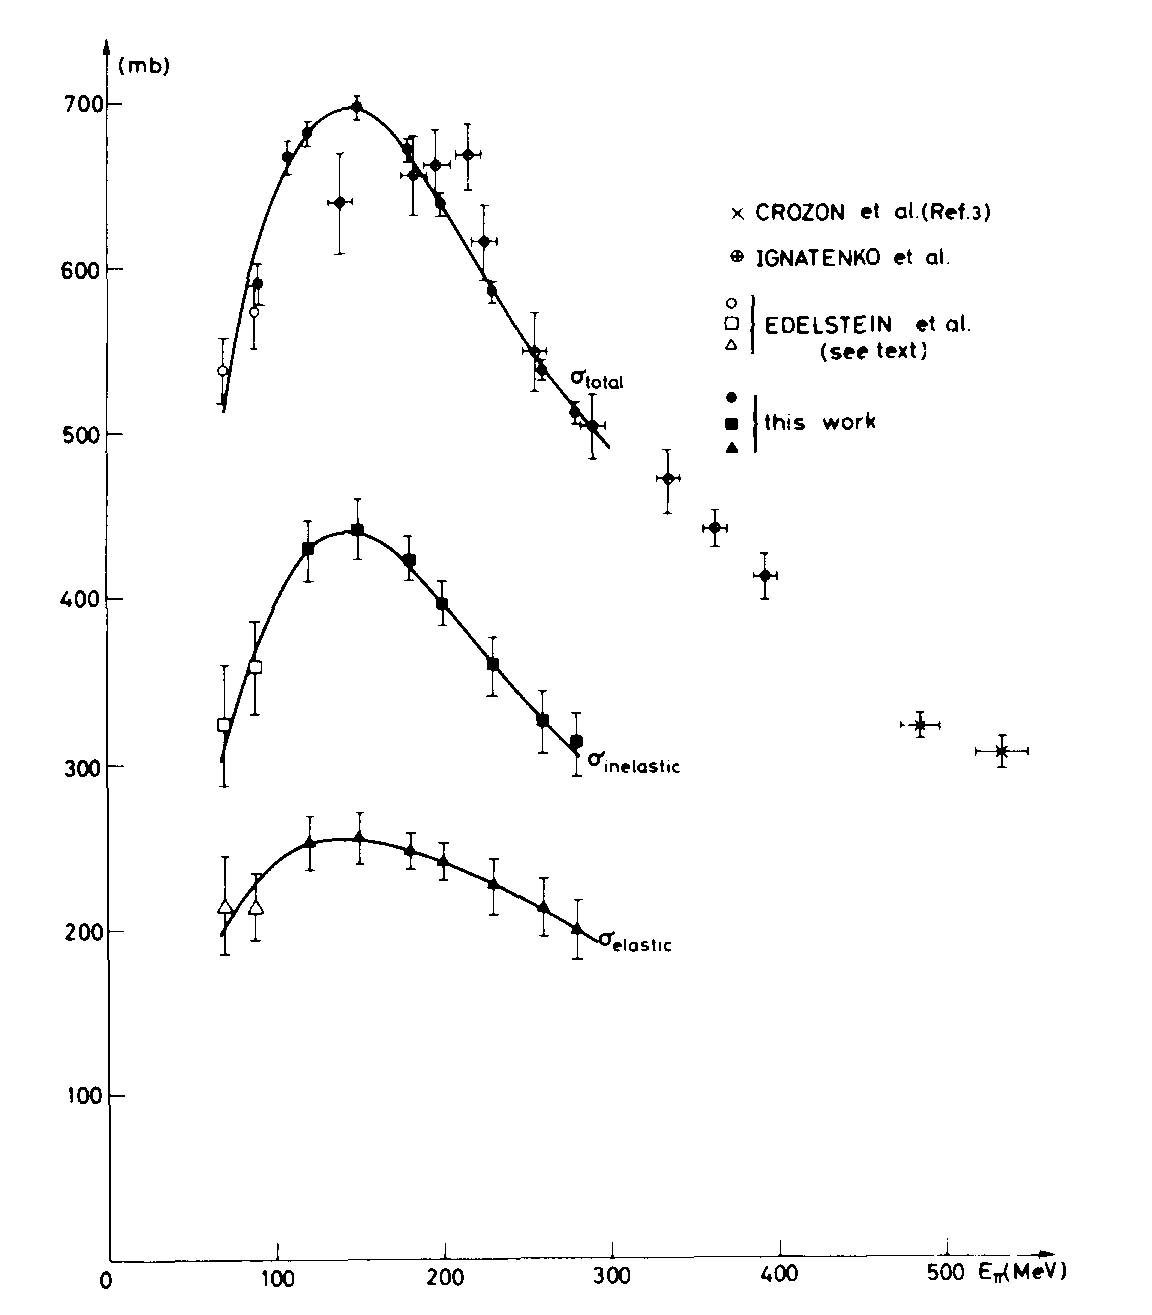 (mb)
700
600
500
400
300
200
100
0
100
200
300
400
500
Eπ(MeV)
× CROZON et al.(Ref.3)
⊕ IGNATENKO et al.
○
□ EDELSTEIN et al.
△ (see text)
●
■ this work
▲
σtotal
σinelastic
σelastic